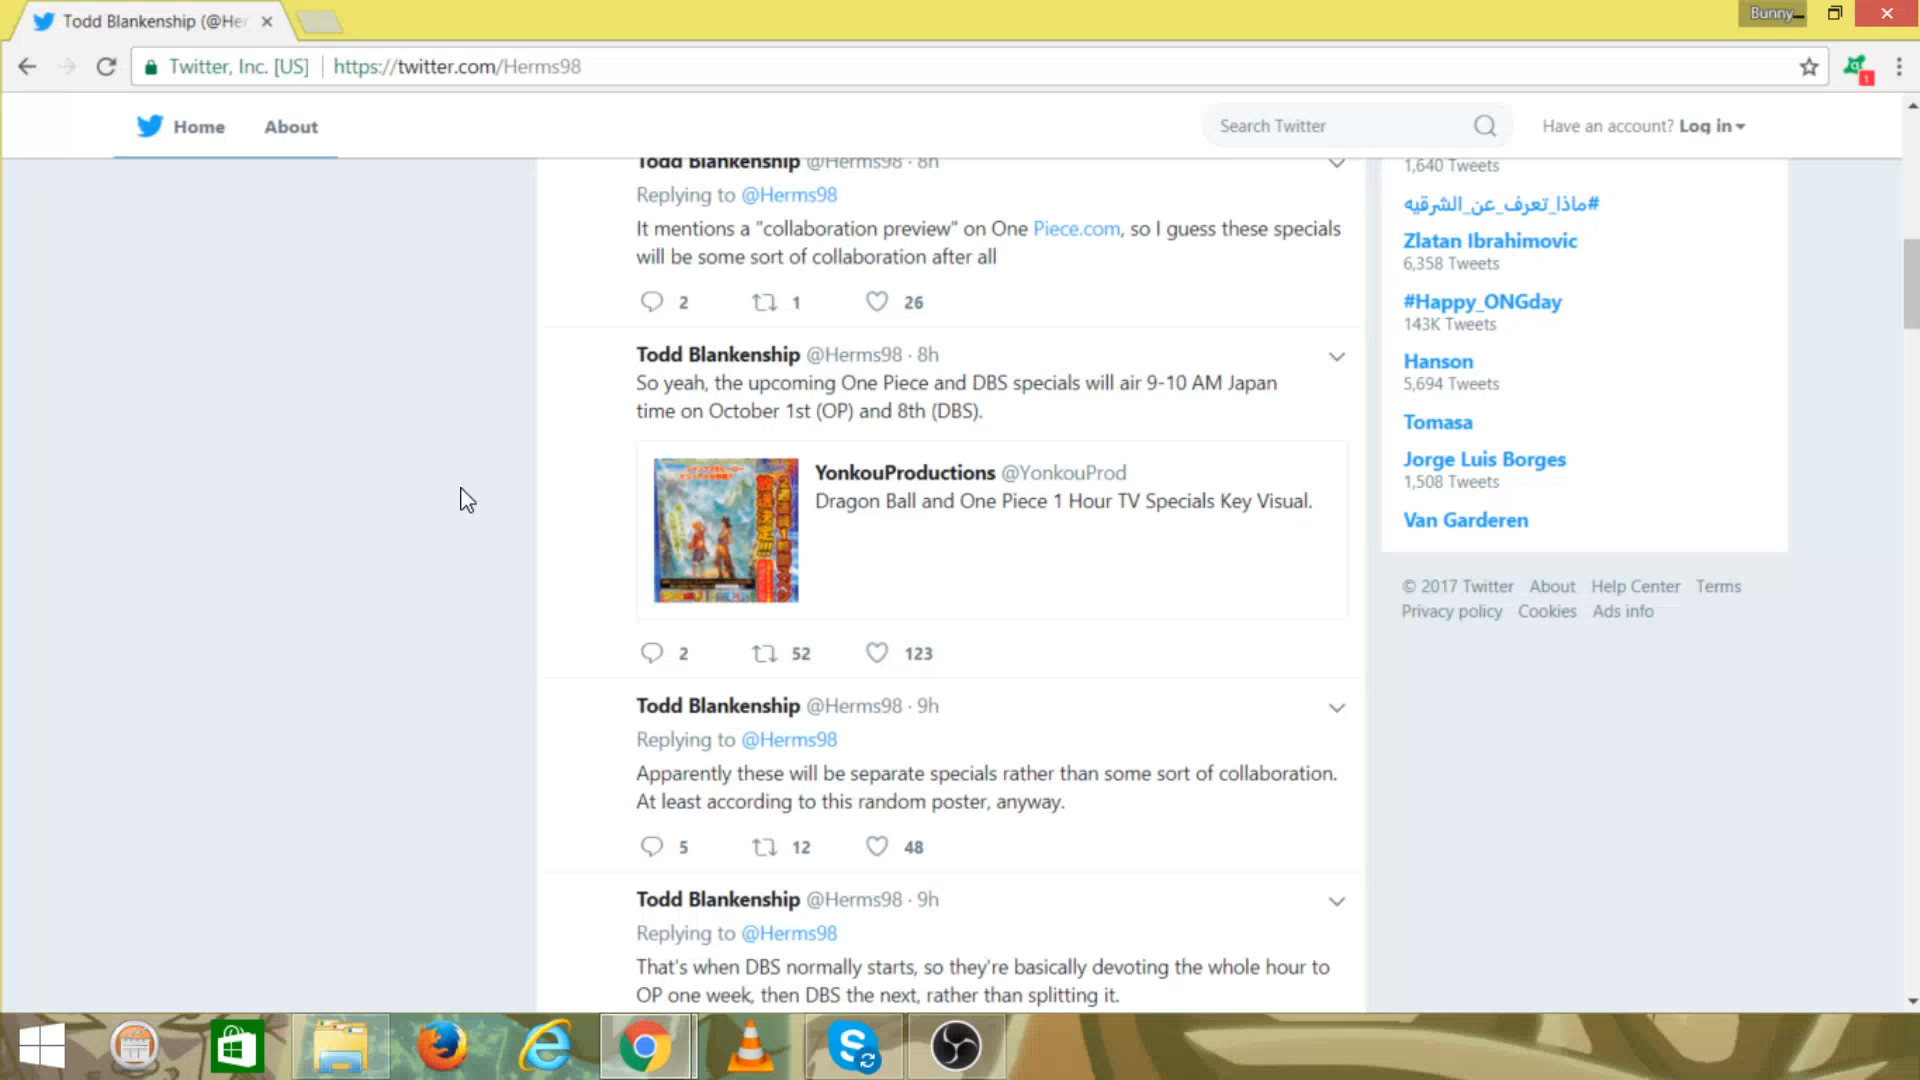 Todd Blankenship (@Her
Bunny
Twitter, Inc. [US] https://twitter.com/Herms98
1
Home About Search Twitter Have an account? Log in
Todd Blankenship @Herms98 · 8h
Replying to @Herms98
It mentions a "collaboration preview" on One Piece.com, so I guess these specials
will be some sort of collaboration after all
2 1 26
Todd Blankenship @Herms98 · 8h
So yeah, the upcoming One Piece and DBS specials will air 9-10 AM Japan
time on October 1st (OP) and 8th (DBS).
YonkouProductions @YonkouProd
Dragon Ball and One Piece 1 Hour TV Specials Key Visual.
2 52 123
Todd Blankenship @Herms98 · 9h
Replying to @Herms98
Apparently these will be separate specials rather than some sort of collaboration.
At least according to this random poster, anyway.
5 12 48
Todd Blankenship @Herms98 · 9h
Replying to @Herms98
That's when DBS normally starts, so they're basically devoting the whole hour to
OP one week, then DBS the next, rather than splitting it.
1,640 Tweets
#ماذا_تعرف_عن_الشرقيه
Zlatan Ibrahimovic
6,358 Tweets
#Happy_ONGday
143K Tweets
Hanson
5,694 Tweets
Tomasa
Jorge Luis Borges
1,508 Tweets
Van Garderen
© 2017 Twitter About Help Center Terms
Privacy policy Cookies Ads info